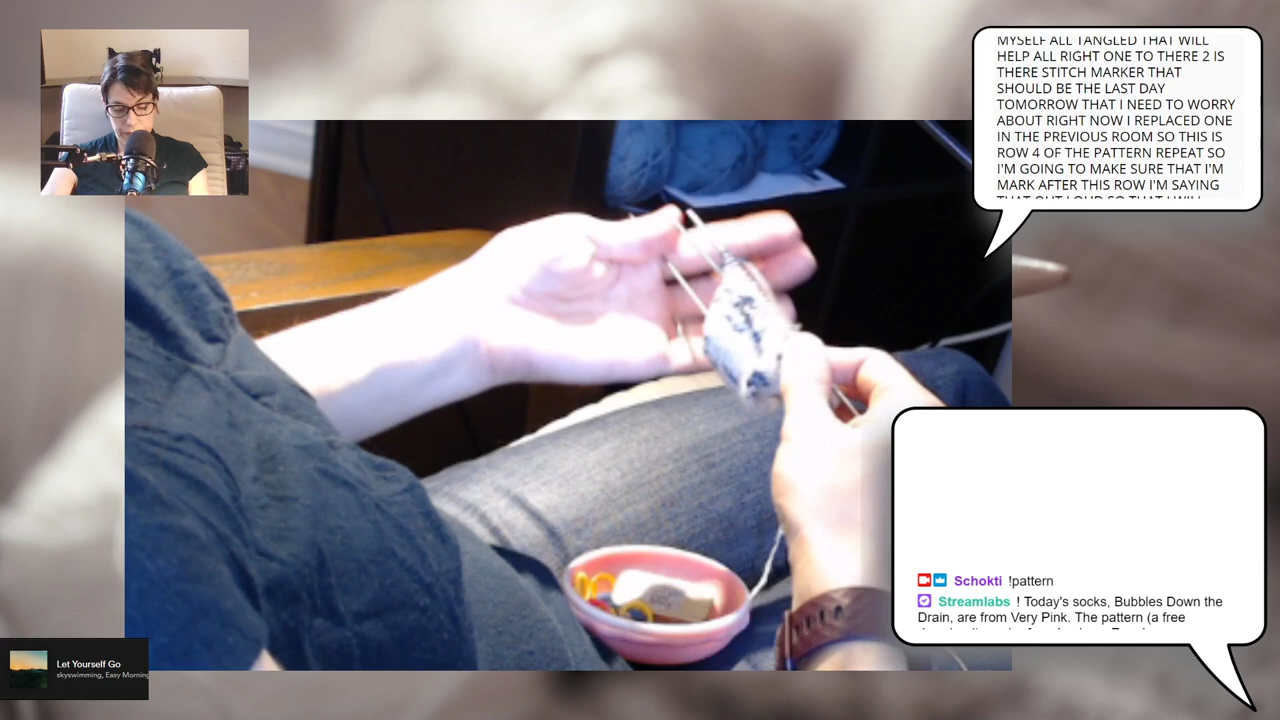 MYSELF ALL TANGLED THAT WILL
HELP ALL RIGHT ONE TO THERE 2 IS
THERE STITCH MARKER THAT
SHOULD BE THE LAST DAY
TOMORROW THAT I NEED TO WORRY
ABOUT RIGHT NOW I REPLACED ONE
IN THE PREVIOUS ROOM SO THIS IS
ROW 4 OF THE PATTERN REPEAT SO
I'M GOING TO MAKE SURE THAT I'M
MARK AFTER THIS ROW I'M SAYING
Schokti !pattern
Streamlabs ! Today's socks, Bubbles Down the
Drain, are from Very Pink. The pattern (a free
Let Yourself Go
skyswimming, Easy Morning